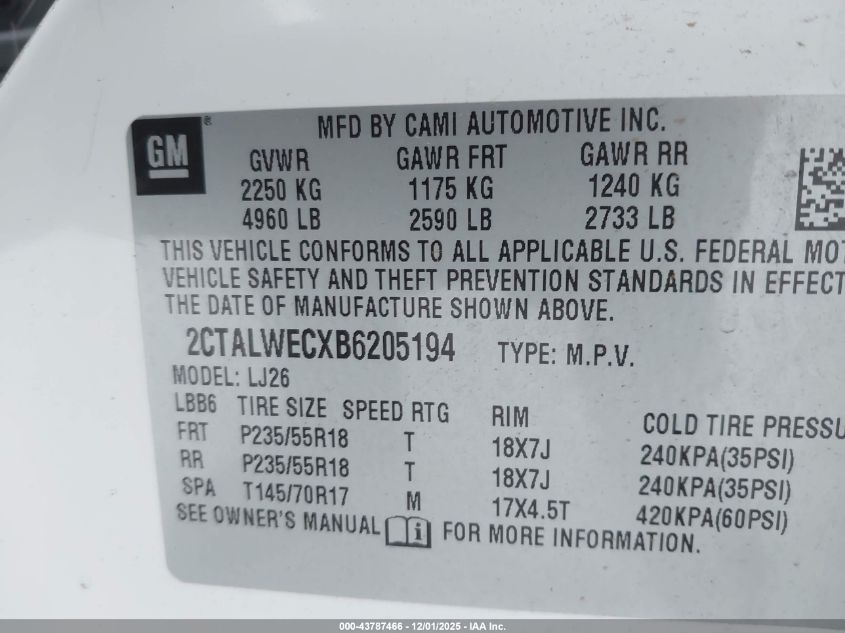 GM ®
MFD BY CAMI AUTOMOTIVE INC.
GVWR GAWR FRT GAWR RR
2250 KG 1175 KG 1240 KG
4960 LB 2590 LB 2733 LB
THIS VEHICLE CONFORMS TO ALL APPLICABLE U.S. FEDERAL MOT
VEHICLE SAFETY AND THEFT PREVENTION STANDARDS IN EFFECT
THE DATE OF MANUFACTURE SHOWN ABOVE.
2CTALWECXB6205194 TYPE: M.P.V.
MODEL: LJ26
LBB6 TIRE SIZE SPEED RTG RIM COLD TIRE PRESSU
FRT P235/55R18 T 18X7J 240KPA(35PSI)
RR P235/55R18 T 18X7J 240KPA(35PSI)
SPA T145/70R17 M 17X4.5T 420KPA(60PSI)
SEE OWNER'S MANUAL i FOR MORE INFORMATION.
000-43787466 - 12/01/2025 - IAA Inc.